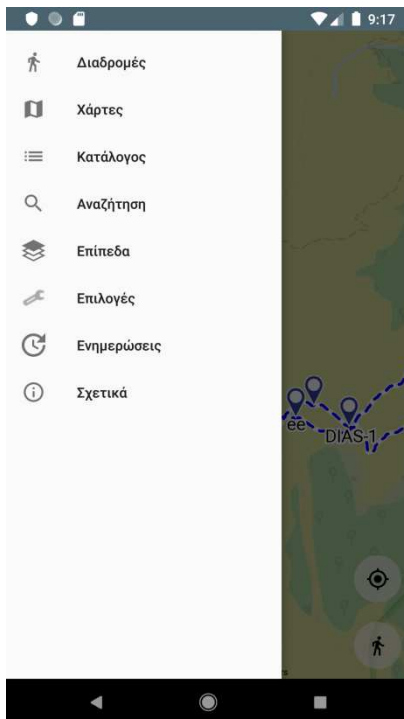 9:17
Διαδρομές
Χάρτες
Κατάλογος
Αναζήτηση
Επίπεδα
Επιλογές
Ενημερώσεις
Σχετικά
ee
DIAS-1